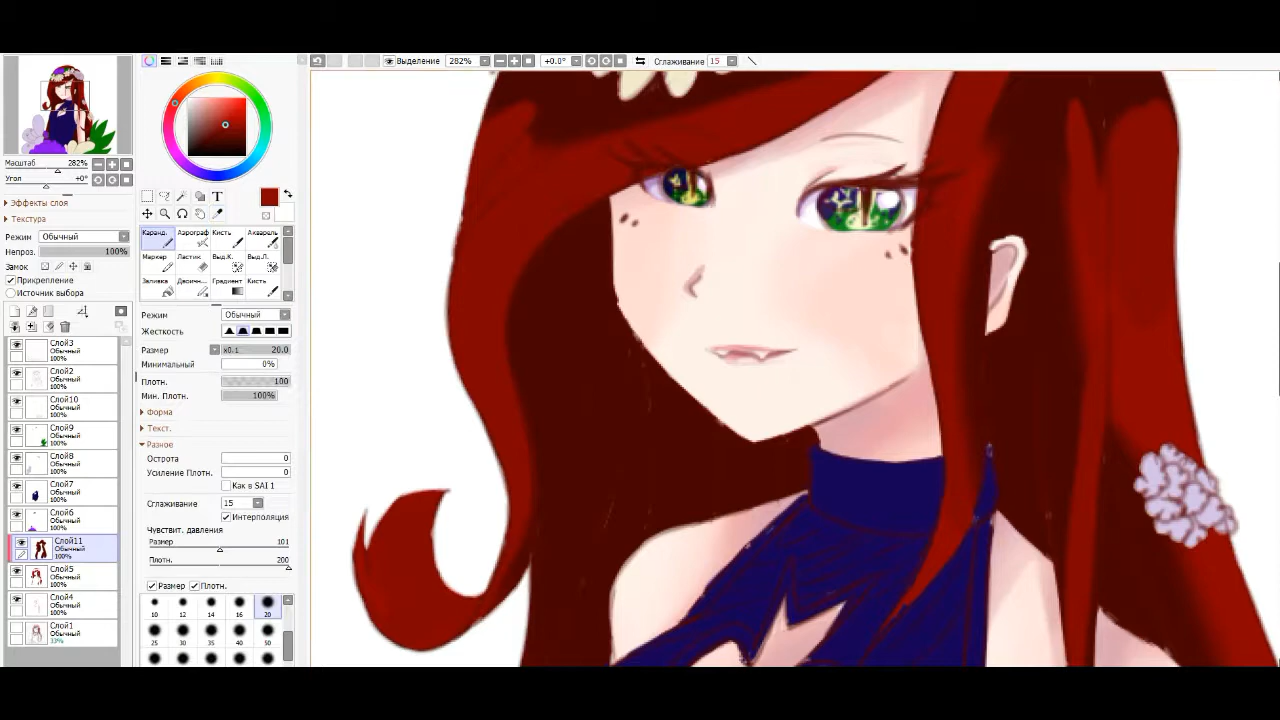 Выделение 282% +0.0° Сглаживание 15
Масштаб 282%
Угол +0°
Эффекты слоя
Текстура
Режим Обычный
Непроз. 100%
Замок
Прикрепление
Источник выбора
Слой3
Обычный
100%
Слой2
Обычный
100%
Слой10
Обычный
100%
Слой9
Обычный
100%
Слой8
Обычный
100%
Слой7
Обычный
100%
Слой6
Обычный
100%
Слой11
Обычный
100%
Слой5
Обычный
100%
Слой4
Обычный
100%
Слой1
Обычный
33%
T
Каранд. Аэрограф Кисть Акварель
Маркер Ластик Выд.К. Выд.Л.
Заливка Двоичн... Градиент Кисть
Режим Обычный
Жесткость
Размер x0.1 20.0
Минимальный 0%
Плотн. 100
Мин. Плотн. 100%
Форма
Текст.
Разное
Острота 0
Усиление Плотн. 0
Как в SAI 1
Сглаживание 15
Интерполяция
Чувствит. давления
Размер 101
Плотн. 200
Размер Плотн.
10 12 14 16 20
25 30 35 40 50